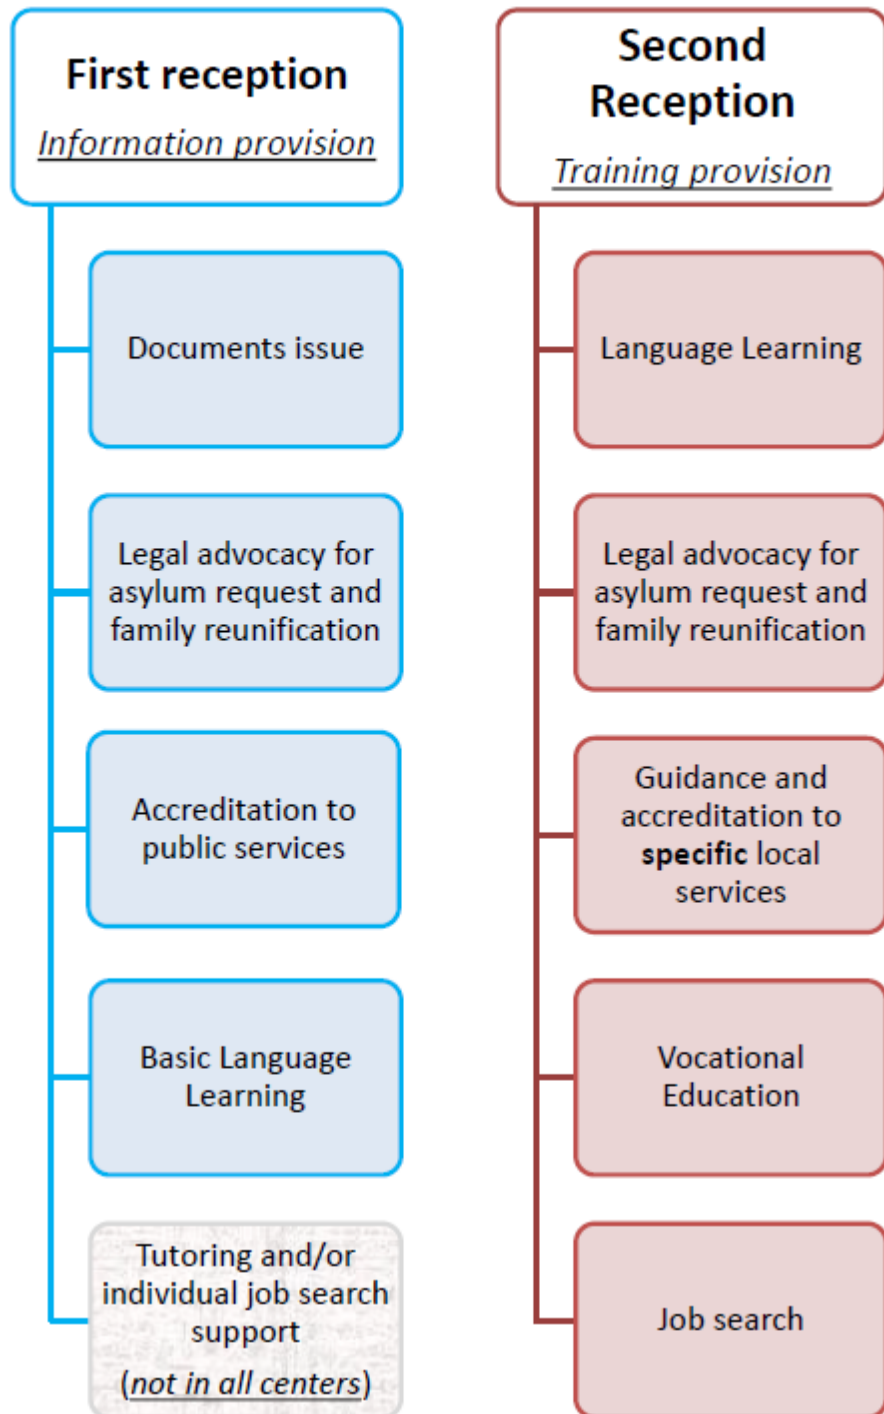 First reception
Information provision
Documents issue
Legal advocacy for
asylum request and
family reunification
Accreditation to
public services
Basic Language
Learning
Tutoring and/or
individual job search
support
(not in all centers)
Second
Reception
Training provision
Language Learning
Legal advocacy for
asylum request and
family reunification
Guidance and
accreditation to
specific local
services
Vocational
Education
Job search